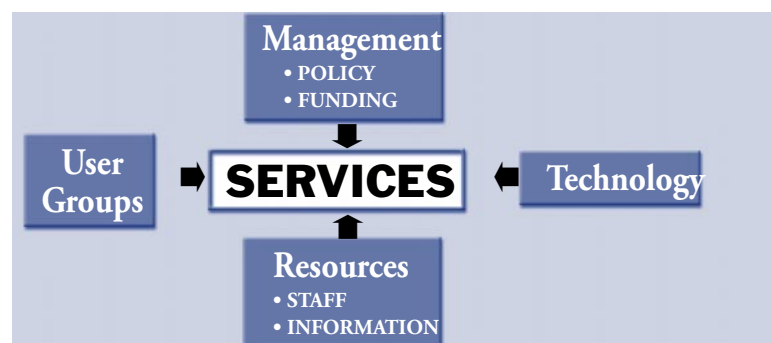 Management
• POLICY
• FUNDING
User
Groups
SERVICES
Technology
Resources
• STAFF
• INFORMATION